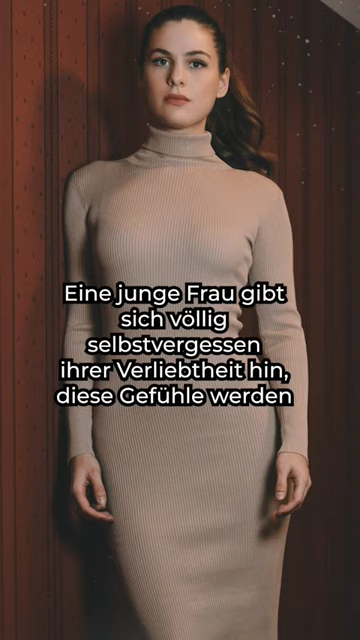 Eine junge Frau gibt
sich völlig
selbstvergessen
ihrer Verliebtheit hin,
diese Gefühle werden